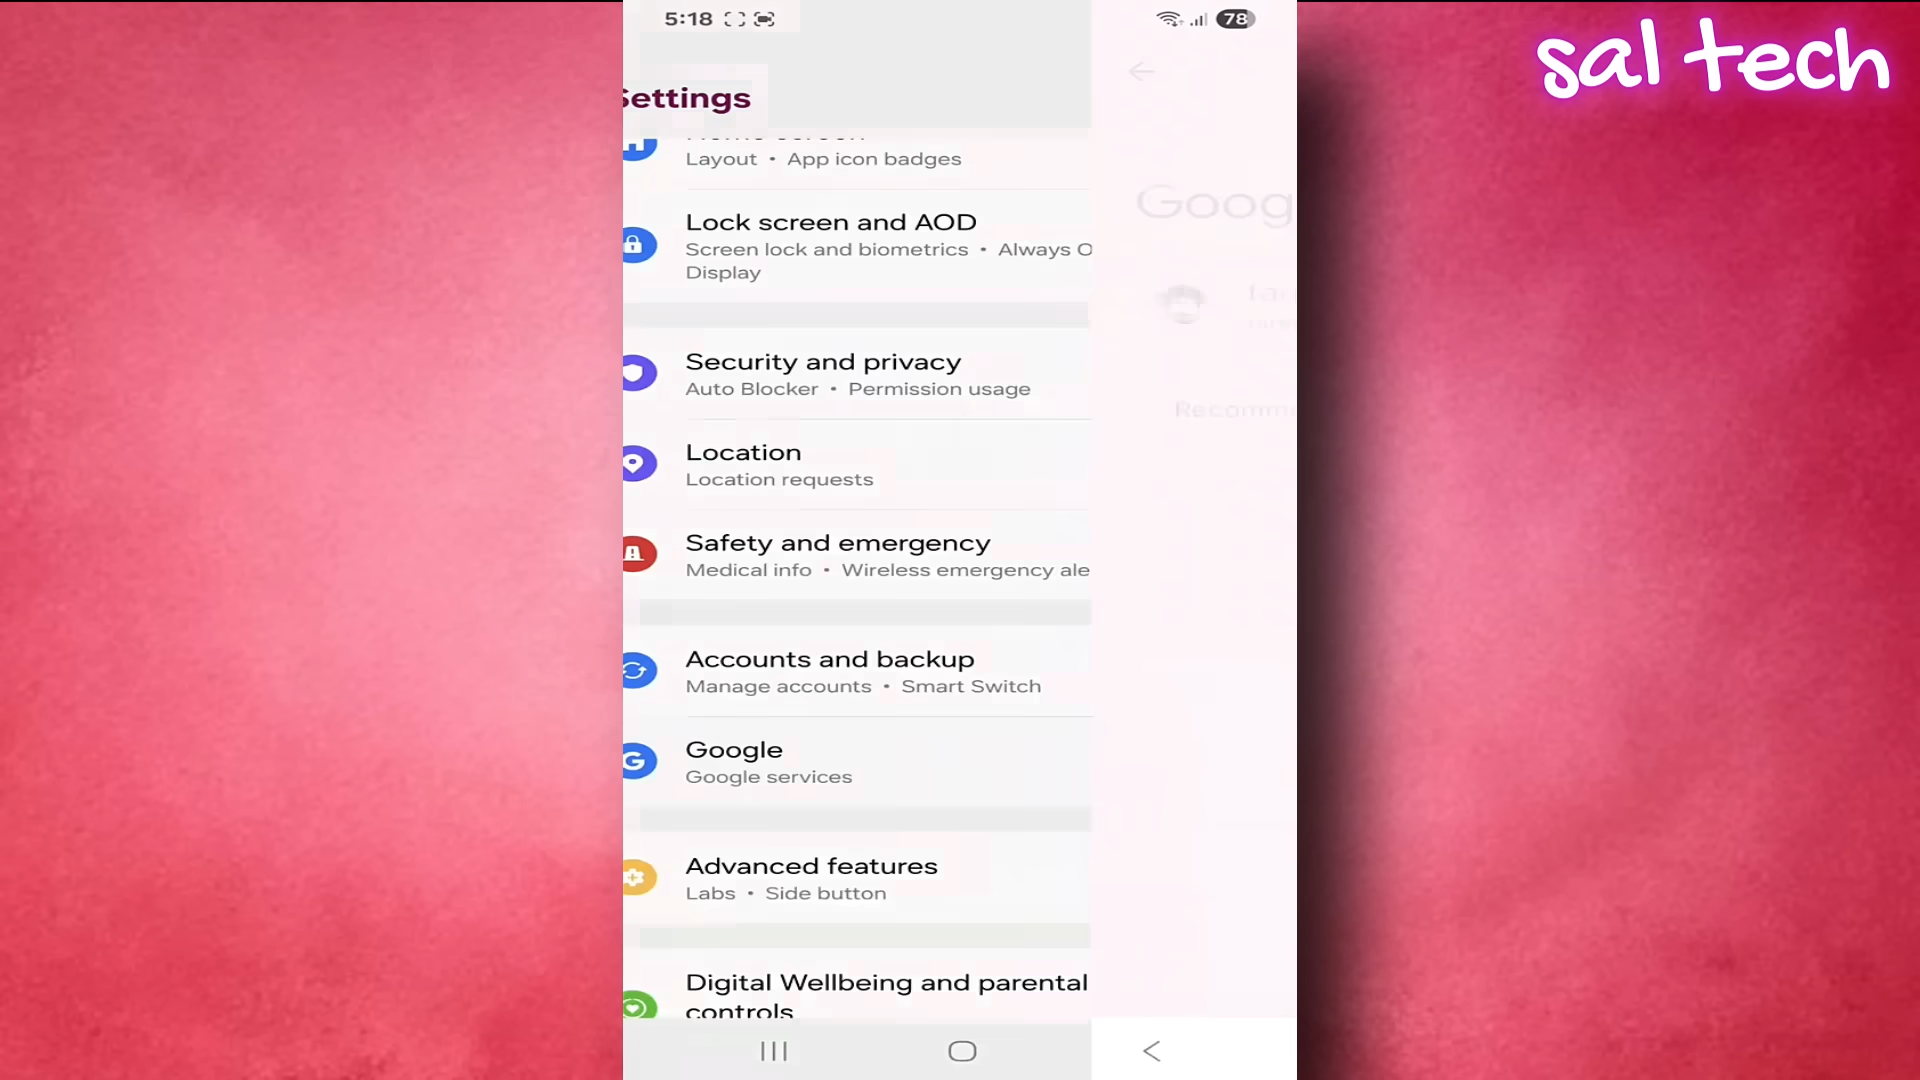 sal tech
5:18
78
Settings
Layout • App icon badges
Lock screen and AOD
Screen lock and biometrics • Always O
Display
Security and privacy
Auto Blocker • Permission usage
Location
Location requests
Safety and emergency
Medical info • Wireless emergency ale
Accounts and backup
Manage accounts • Smart Switch
Google
Google services
Advanced features
Labs • Side button
Digital Wellbeing and parental
controls
Goog
Recomm